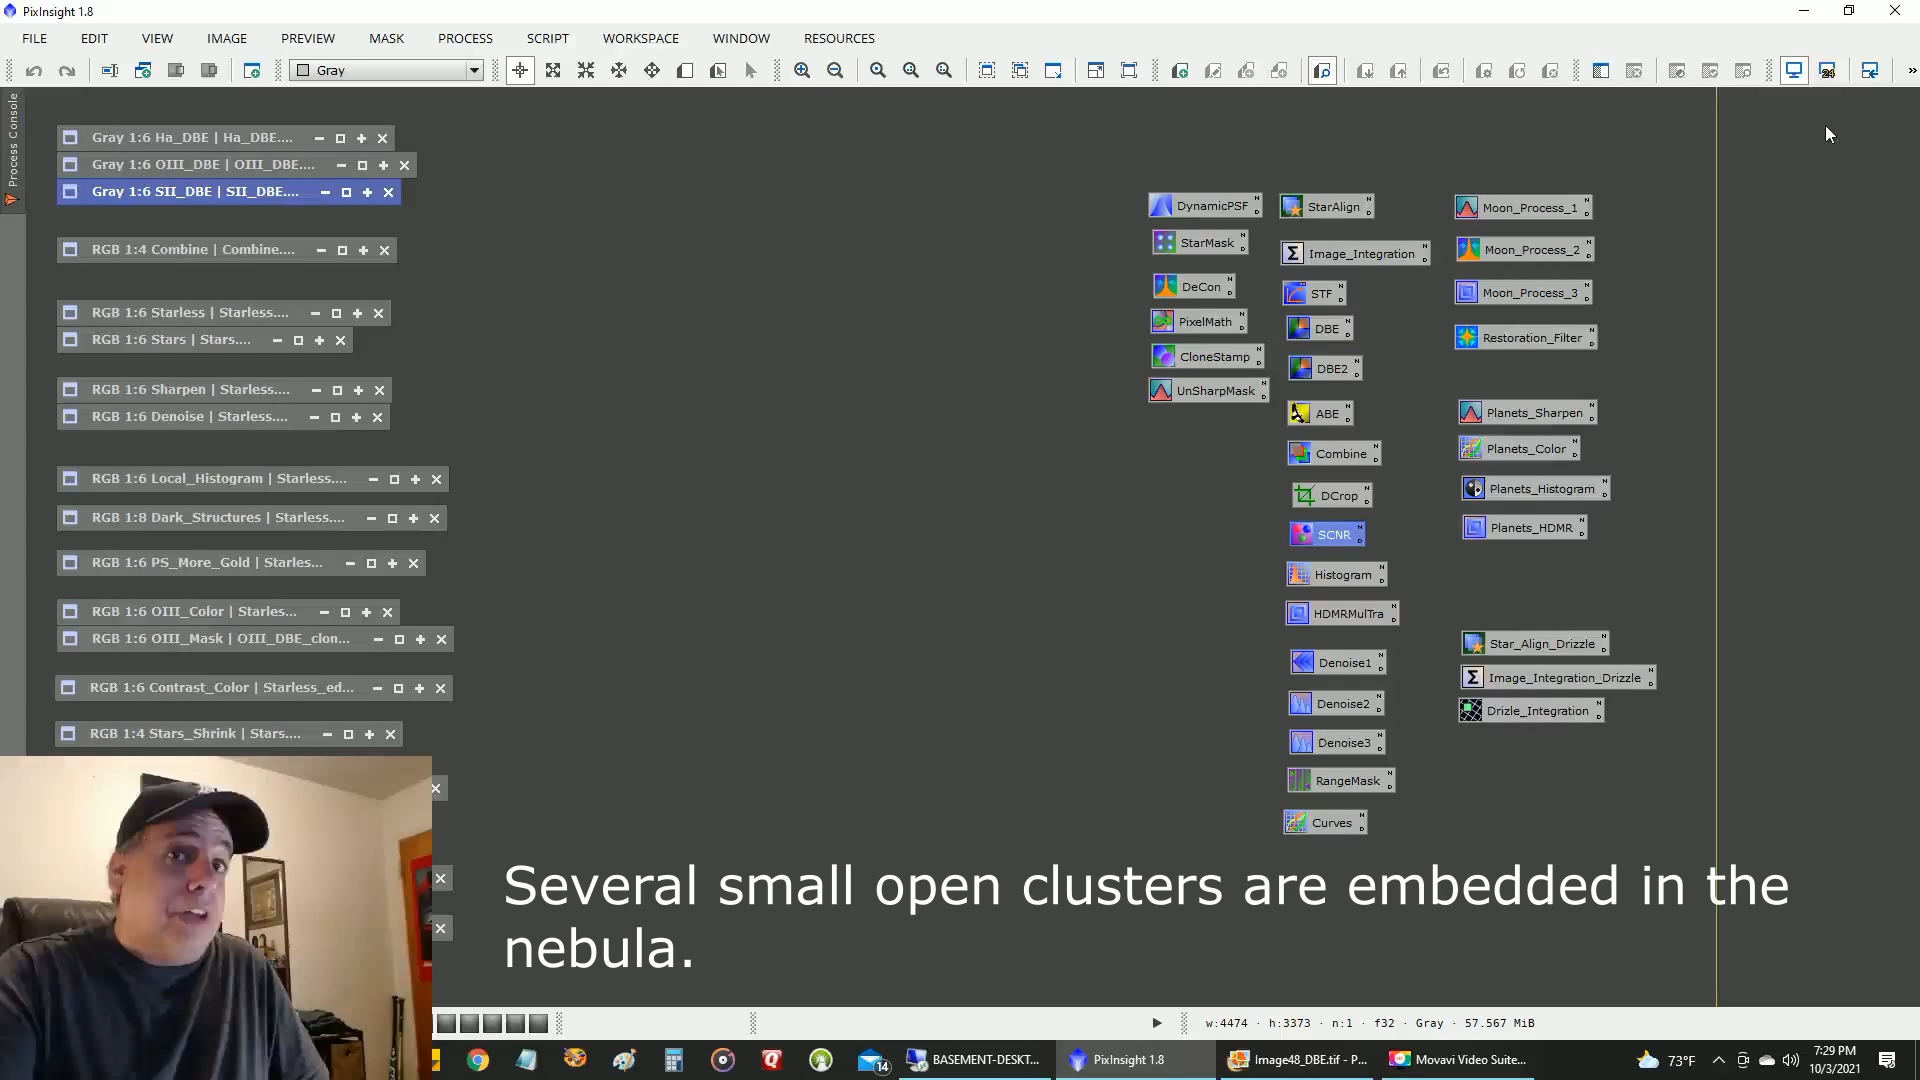 PixInsight 1.8
FILE EDIT VIEW IMAGE MASK PROCESS SCRIPT WORKSPACE WINDOW RESOURCES
Gray
Process Console
Gray 1:6 Ha_DBE | Ha_DBE....
Gray 1:6 OIII_DBE | OIII_DBE....
Gray 1:6 SII_DBE | SII_DBE....
RGB 1:4 Combine | Combine....
RGB 1:6 Starless | Starless....
RGB 1:6 Stars | Stars....
RGB 1:6 Sharpen | Starless....
RGB 1:6 Denoise | Starless....
RGB 1:6 Local_Histogram | Starless....
RGB 1:8 Dark_Structures | Starless....
RGB 1:6 PS_More_Gold | Starles...
RGB 1:6 OIII_Color | Starles...
RGB 1:6 OIII_Mask | OIII_DBE_clon...
RGB 1:6 Contrast_Color | Starless_ed...
RGB 1:4 Stars_Shrink | Stars....
DynamicPSF
StarMask
DeCon
PixelMath
CloneStamp
UnSharpMask
StarAlign
Image_Integration
STF
DBE
DBE2
ABE
Combine
DCrop
SCNR
Histogram
HDMRMulTra
Denoise1
Denoise2
Denoise3
RangeMask
Curves
Moon_Process_1
Moon_Process_2
Moon_Process_3
Restoration_Filter
Planets_Sharpen
Planets_Color
Planets_Histogram
Planets_HDMR
Star_Align_Drizzle
Image_Integration_Drizzle
Drizle_Integration
Several small open clusters are embedded in the
nebula.
w:4474 · h:3373 · n:1 · f32 · Gray · 57.567 MiB
14
BASEMENT-DESKT...
PixInsight 1.8
Image48_DBE.tif - P...
Movavi Video Suite...
73°F
7:29 PM
10/3/2021